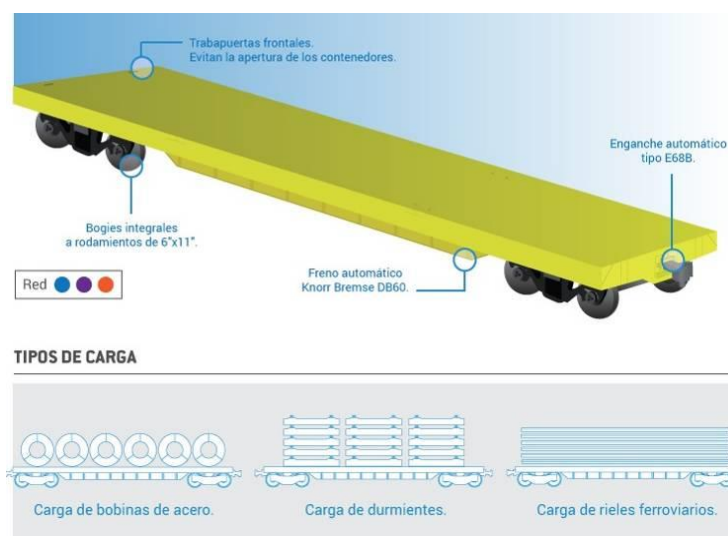 Trabapuertas frontales.
Evitan la apertura de los contenedores.
Enganche automático
tipo E68B.
Bogies integrales
a rodamientos de 6"x11".
Freno automático
Knorr Bremse DB60.
Red
TIPOS DE CARGA
Carga de bobinas de acero.
Carga de durmientes.
Carga de rieles ferroviarios.